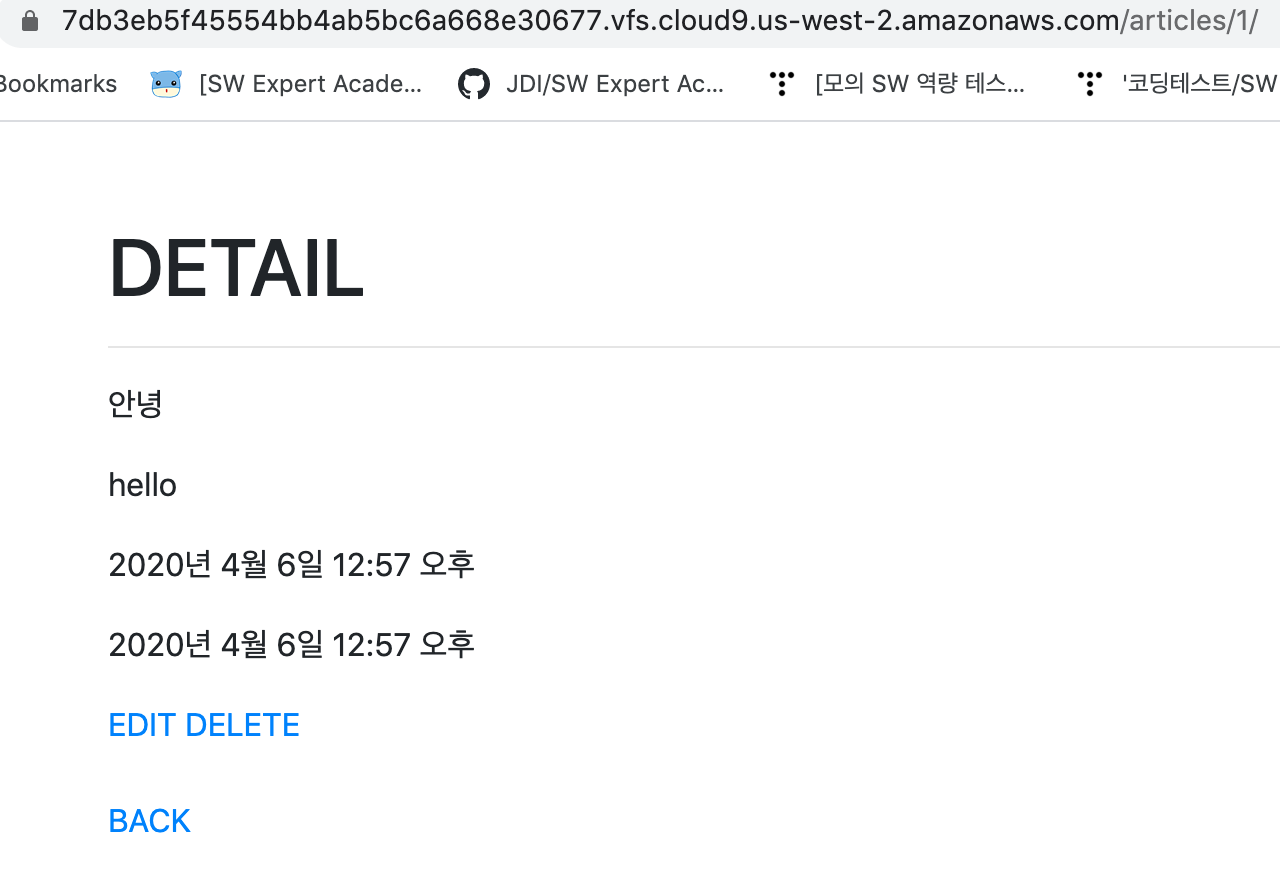 7db3eb5f45554bb4ab5bc6a668e30677.vfs.cloud9.us-west-2.amazonaws.com/articles/1/
Bookmarks [SW Expert Acade... JDI/SW Expert Ac... [모의 SW 역량 테스... '코딩테스트/SW
DETAIL
안녕
hello
2020년 4월 6일 12:57 오후
2020년 4월 6일 12:57 오후
EDIT DELETE
BACK